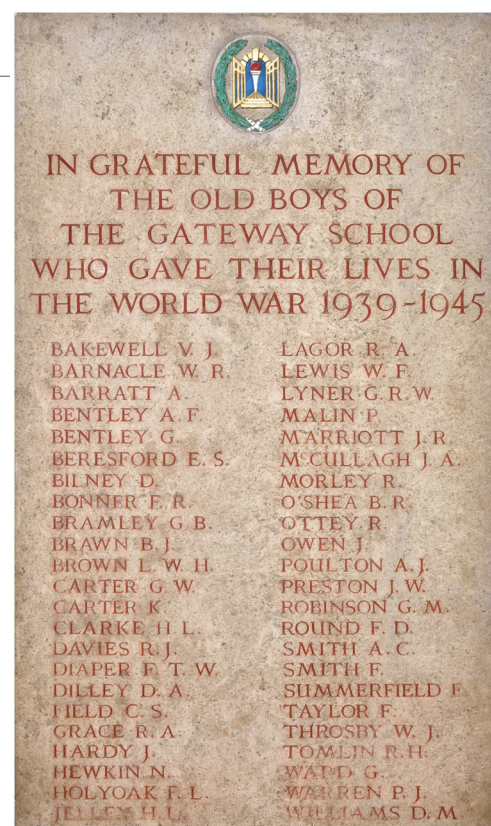 IN GRATEFUL MEMORY OF
THE OLD BOYS OF
THE GATEWAY SCHOOL
WHO GAVE THEIR LIVES IN
THE WORLD WAR 1939-1945
BAKEWELL V. J.
BARNACLE W. R.
BARRATT A.
BENTLEY A. F.
BENTLEY G.
BERESFORD E. S.
BILNEY D.
BONNER F. R.
BRAMLEY G B.
BRAWN B. J.
BROWN L. W. H.
CARTER G. W.
CARTER K.
CLARKE H. L.
DAVIES R. J.
DIAPER F. T. W.
DILLEY D. A.
FIELD C. S.
GRACE R. A.
HARDY J.
HEWKIN N.
HOLYOAK F. L.
JELLEY H. L.
LAGOR R. A.
LEWIS W. F.
LYNER G. R. W.
MALIN P.
MARRIOTT J. R.
McCULLAGH J. A.
MORLEY R.
O'SHEA B. R.
OTTEY R.
OWEN J.
POULTON A. J.
PRESTON J. W.
ROBINSON G. M.
ROUND F. D.
SMITH A. C.
SMITH F.
SUMMERFIELD F.
TAYLOR F.
THROSBY W. J.
TOMLIN R. H.
WARD G.
WARREN P. J.
WILLIAMS D. M.